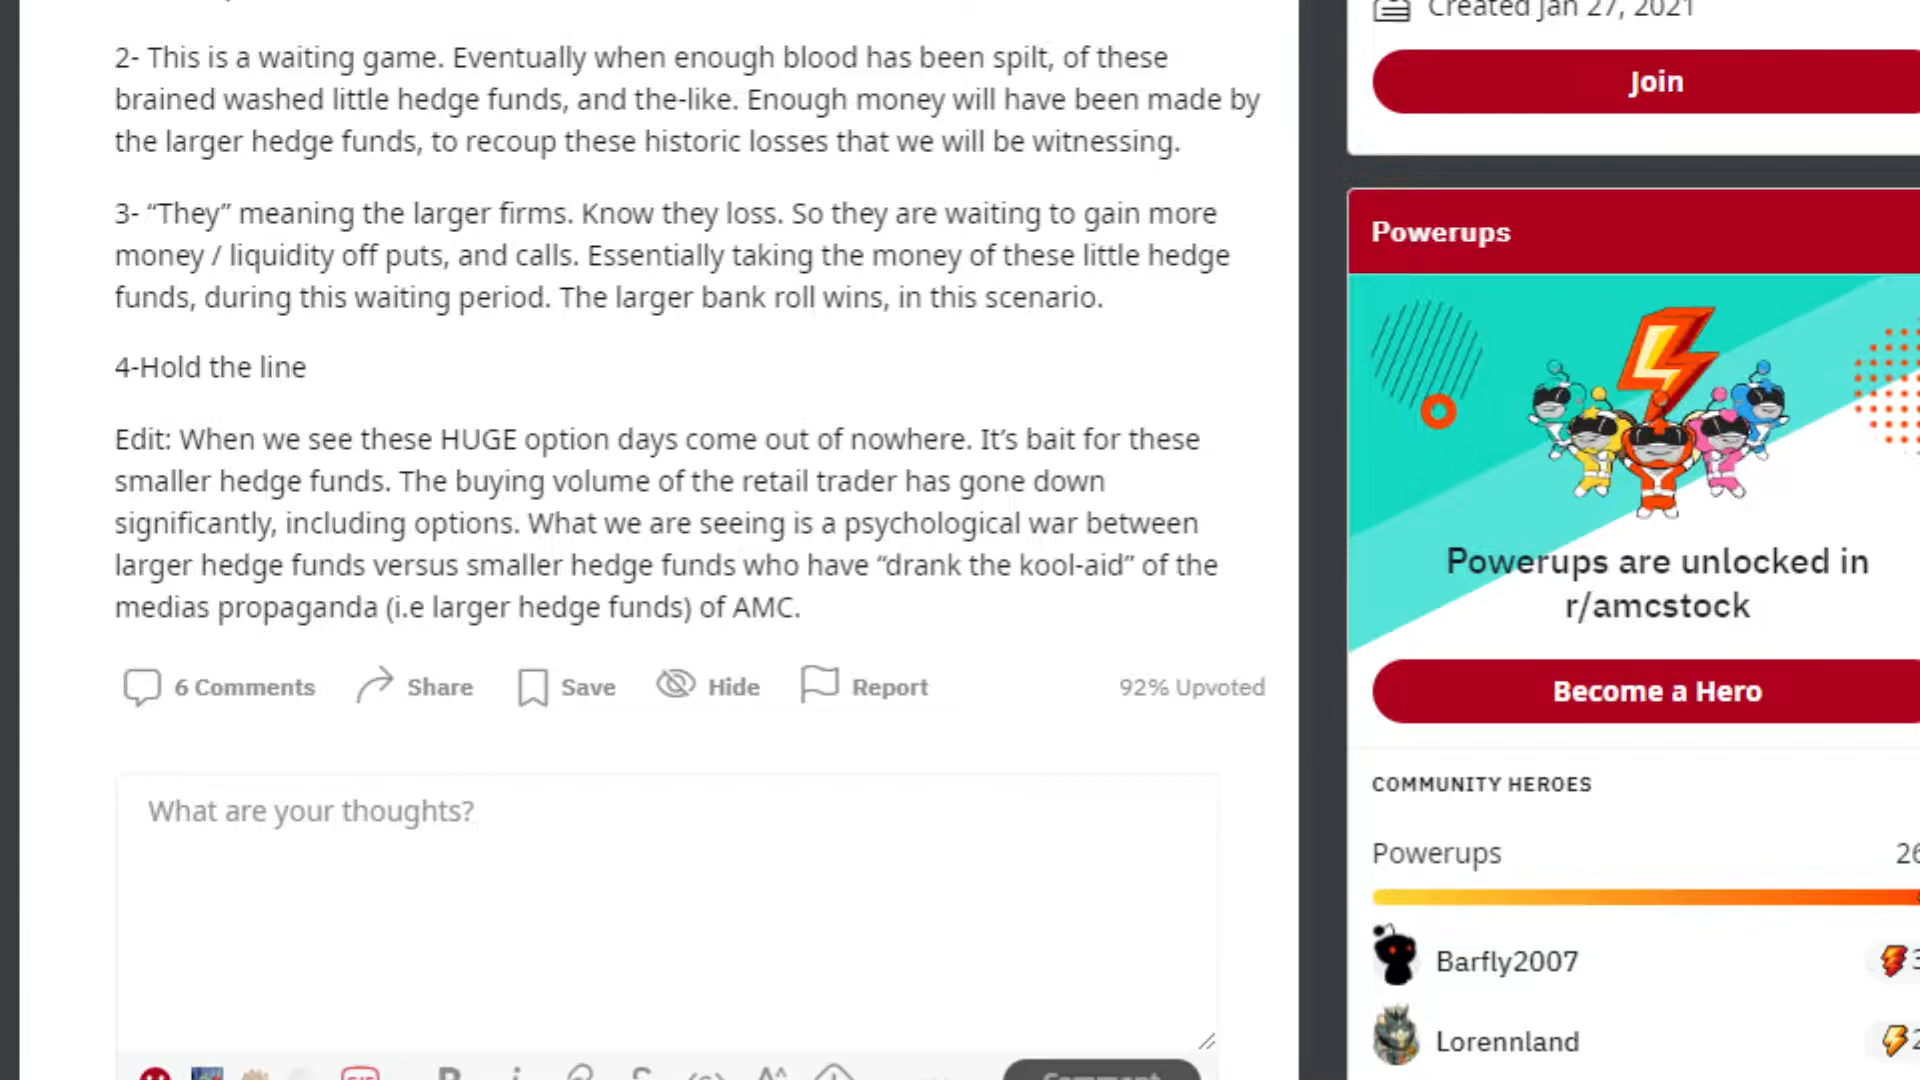 Created Jan 27, 2021
Join
2- This is a waiting game. Eventually when enough blood has been spilt, of these
brained washed little hedge funds, and the-like. Enough money will have been made by
the larger hedge funds, to recoup these historic losses that we will be witnessing.
3- “They” meaning the larger firms. Know they loss. So they are waiting to gain more
money / liquidity off puts, and calls. Essentially taking the money of these little hedge
funds, during this waiting period. The larger bank roll wins, in this scenario.
4-Hold the line
Edit: When we see these HUGE option days come out of nowhere. It’s bait for these
smaller hedge funds. The buying volume of the retail trader has gone down
significantly, including options. What we are seeing is a psychological war between
larger hedge funds versus smaller hedge funds who have “drank the kool-aid” of the
medias propaganda (i.e larger hedge funds) of AMC.
6 Comments Share Save Hide Report 92% Upvoted
What are your thoughts?
Comment
Powerups
Powerups are unlocked in
r/amcstock
Become a Hero
COMMUNITY HEROES
Powerups 26
Barfly2007
Lorennland